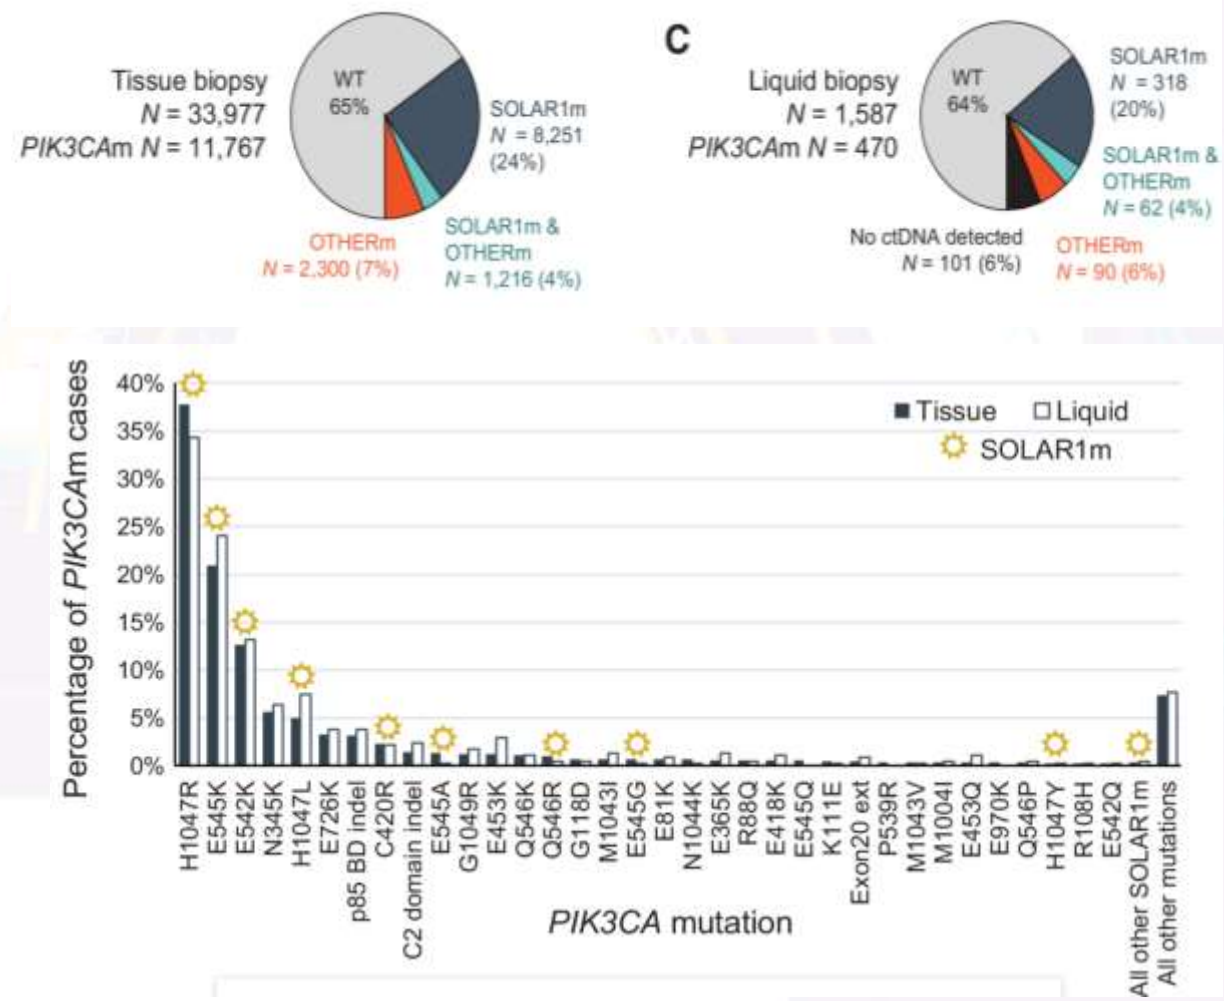 Tissue biopsy
N = 33,977
PIK3CAm N = 11,767
WT
65%
SOLAR1m
N = 8,251
(24%)
SOLAR1m &
OTHERm
N = 1,216 (4%)
OTHERm
N = 2,300 (7%)
C
Liquid biopsy
N = 1,587
PIK3CAm N = 470
WT
64%
SOLAR1m
N = 318
(20%)
SOLAR1m &
OTHERm
N = 62 (4%)
OTHERm
N = 90 (6%)
No ctDNA detected
N = 101 (6%)
Percentage of PIK3CAm cases
40%
35%
30%
25%
20%
15%
10%
5%
0%
Tissue Liquid
SOLAR1m
H1047R
E545K
E542K
N345K
H1047L
E726K
p85 BD indel
C420R
C2 domain indel
E545A
G1049R
E453K
Q546K
Q546R
G118D
M1043I
E545G
E81K
N1044K
E365K
R88Q
E418K
E545Q
K111E
Exon20 ext
P539R
M1043V
M1004I
E453Q
E970K
Q546P
H1047Y
R108H
E542Q
All other SOLAR1m
All other mutations
PIK3CA mutation